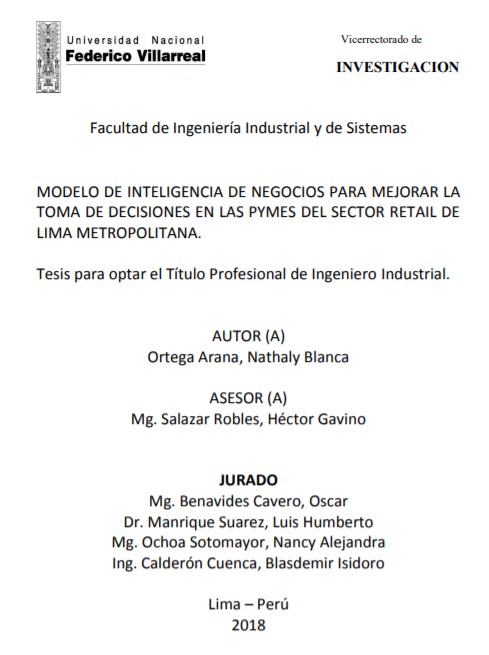 Universidad Nacional
Federico Villarreal
Vicerrectorado de
INVESTIGACION
Facultad de Ingeniería Industrial y de Sistemas
MODELO DE INTELIGENCIA DE NEGOCIOS PARA MEJORAR LA
TOMA DE DECISIONES EN LAS PYMES DEL SECTOR RETAIL DE
LIMA METROPOLITANA.
Tesis para optar el Título Profesional de Ingeniero Industrial.
AUTOR (A)
Ortega Arana, Nathaly Blanca
ASESOR (A)
Mg. Salazar Robles, Héctor Gavino
JURADO
Mg. Benavides Cavero, Oscar
Dr. Manrique Suarez, Luis Humberto
Mg. Ochoa Sotomayor, Nancy Alejandra
Ing. Calderón Cuenca, Blasdemir Isidoro
Lima – Perú
2018